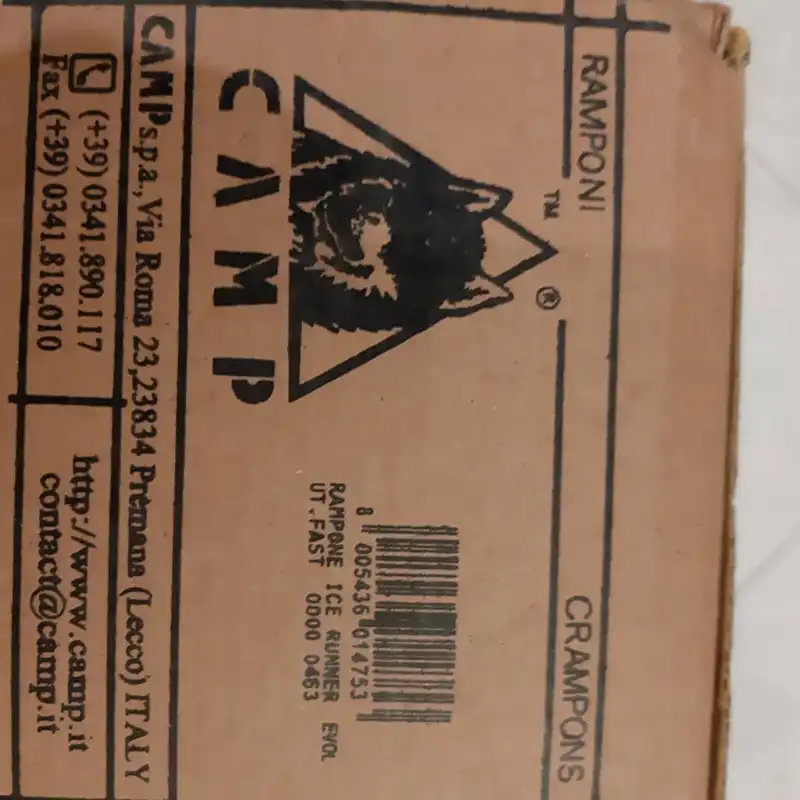 RAMPONI
CRAMPONS
TM
®
CAMP
8 005436 014753
RAMPONE ICE RUNNER EVOL
UT.FAST 0000 0463
CAMP s.p.a., Via Roma 23,23834 Premana (Lecco) ITALY
(+39) 0341.890.117
Fax (+39) 0341.818.010
http://www.camp.it
contact@camp.it